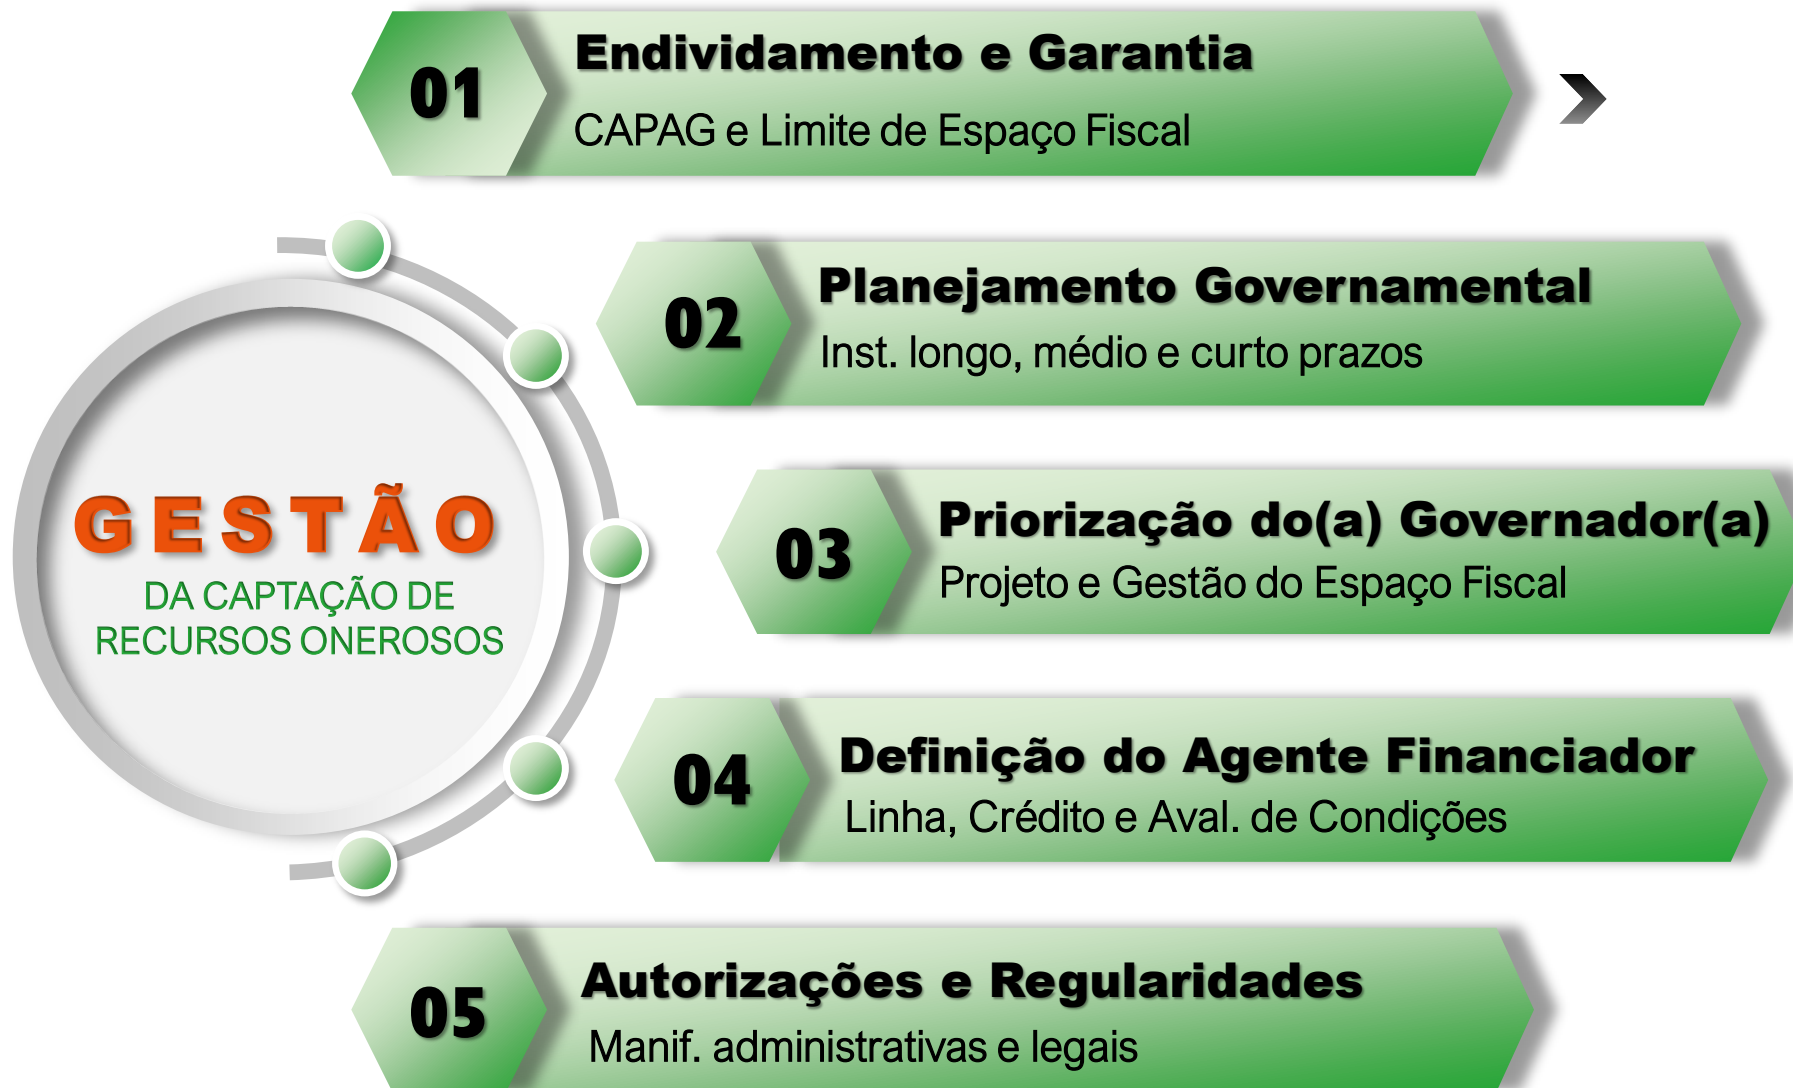 01
Endividamento e Garantia
CAPAG e Limite de Espaço Fiscal
02
Planejamento Governamental
Inst. longo, médio e curto prazos
GESTÃO
DA CAPTAÇÃO DE
RECURSOS ONEROSOS
03
Priorização do(a) Governador(a)
Projeto e Gestão do Espaço Fiscal
04
Definição do Agente Financiador
Linha, Crédito e Aval. de Condições
05
Autorizações e Regularidades
Manif. administrativas e legais